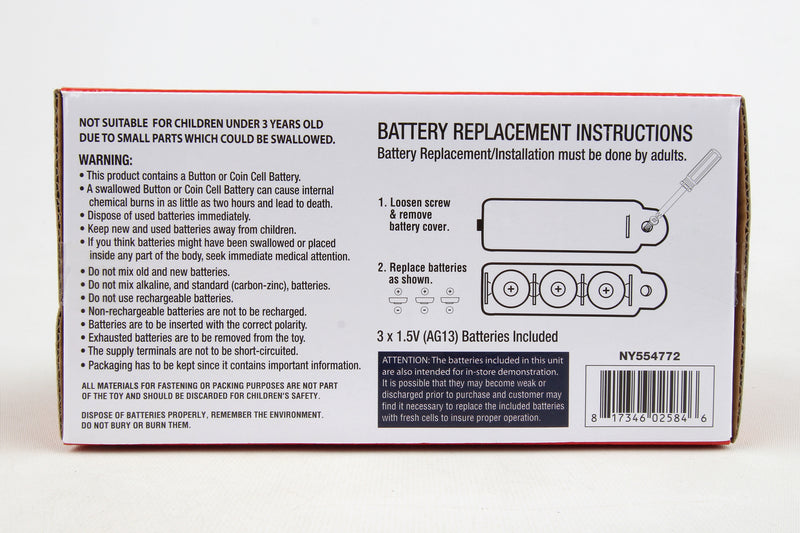 NOT SUITABLE FOR CHILDREN UNDER 3 YEARS OLD
DUE TO SMALL PARTS WHICH COULD BE SWALLOWED.
WARNING:
• This product contains a Button or Coin Cell Battery.
• A swallowed Button or Coin Cell Battery can cause internal
chemical burns in as little as two hours and lead to death.
• Dispose of used batteries immediately.
• Keep new and used batteries away from children.
• If you think batteries might have been swallowed or placed
inside any part of the body, seek immediate medical attention.
• Do not mix old and new batteries.
• Do not mix alkaline, and standard (carbon-zinc), batteries.
• Do not use rechargeable batteries.
• Non-rechargeable batteries are not to be recharged.
• Batteries are to be inserted with the correct polarity.
• Exhausted batteries are to be removed from the toy.
• The supply terminals are not to be short-circuited.
• Packaging has to be kept since it contains important information.
ALL MATERIALS FOR FASTENING OR PACKING PURPOSES ARE NOT PART
OF THE TOY AND SHOULD BE DISCARDED FOR CHILDREN'S SAFETY.
DISPOSE OF BATTERIES PROPERLY, REMEMBER THE ENVIRONMENT.
DO NOT BURY OR BURN THEM.
BATTERY REPLACEMENT INSTRUCTIONS
Battery Replacement/Installation must be done by adults.
1. Loosen screw
& remove
battery cover.
2. Replace batteries
as shown.
3 x 1.5V (AG13) Batteries Included
ATTENTION: The batteries included in this unit
are also intended for in-store demonstration.
It is possible that they may become weak or
discharged prior to purchase and customer may
find it necessary to replace the included batteries
with fresh cells to insure proper operation.
NY554772
8 17346 02584 6